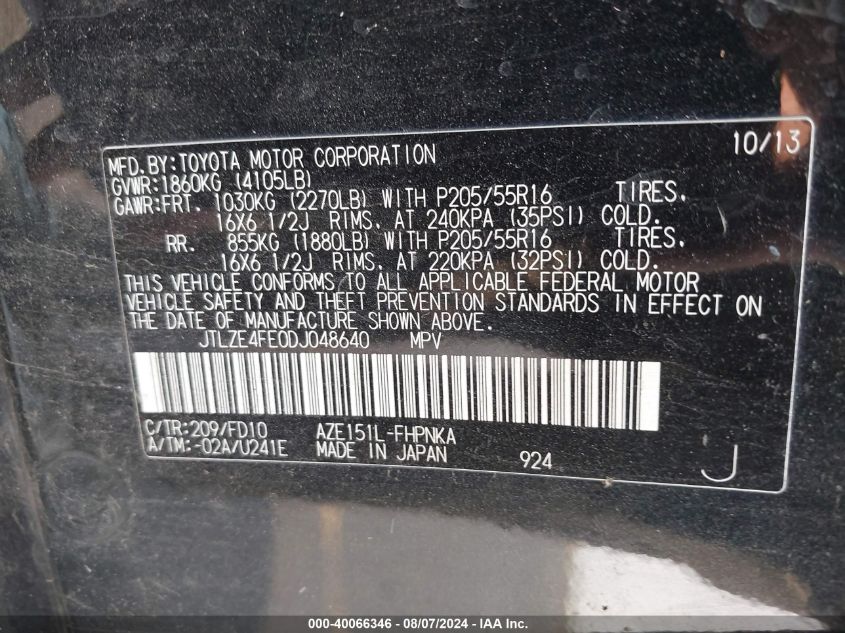 10/13
MFD.BY:TOYOTA MOTOR CORPORATION
GVWR:1860KG (4105LB)
GAWR:FRT. 1030KG (2270LB) WITH P205/55R16 TIRES.
16X6 1/2J RIMS. AT 240KPA (35PSI) COLD.
RR. 855KG (1880LB) WITH P205/55R16 TIRES.
16X6 1/2J RIMS. AT 220KPA (32PSI) COLD.
THIS VEHICLE CONFORMS TO ALL APPLICABLE FEDERAL MOTOR
VEHICLE SAFETY AND THEFT PREVENTION STANDARDS IN EFFECT ON
THE DATE OF MANUFACTURE SHOWN ABOVE.
JTLZE4FE0DJ048640 MPV
C/TR:209/FD10 AZE151L-FHPNKA
A/TM:-02A/U241E MADE IN JAPAN 924 J
000-40066346 - 08/07/2024 - IAA Inc.